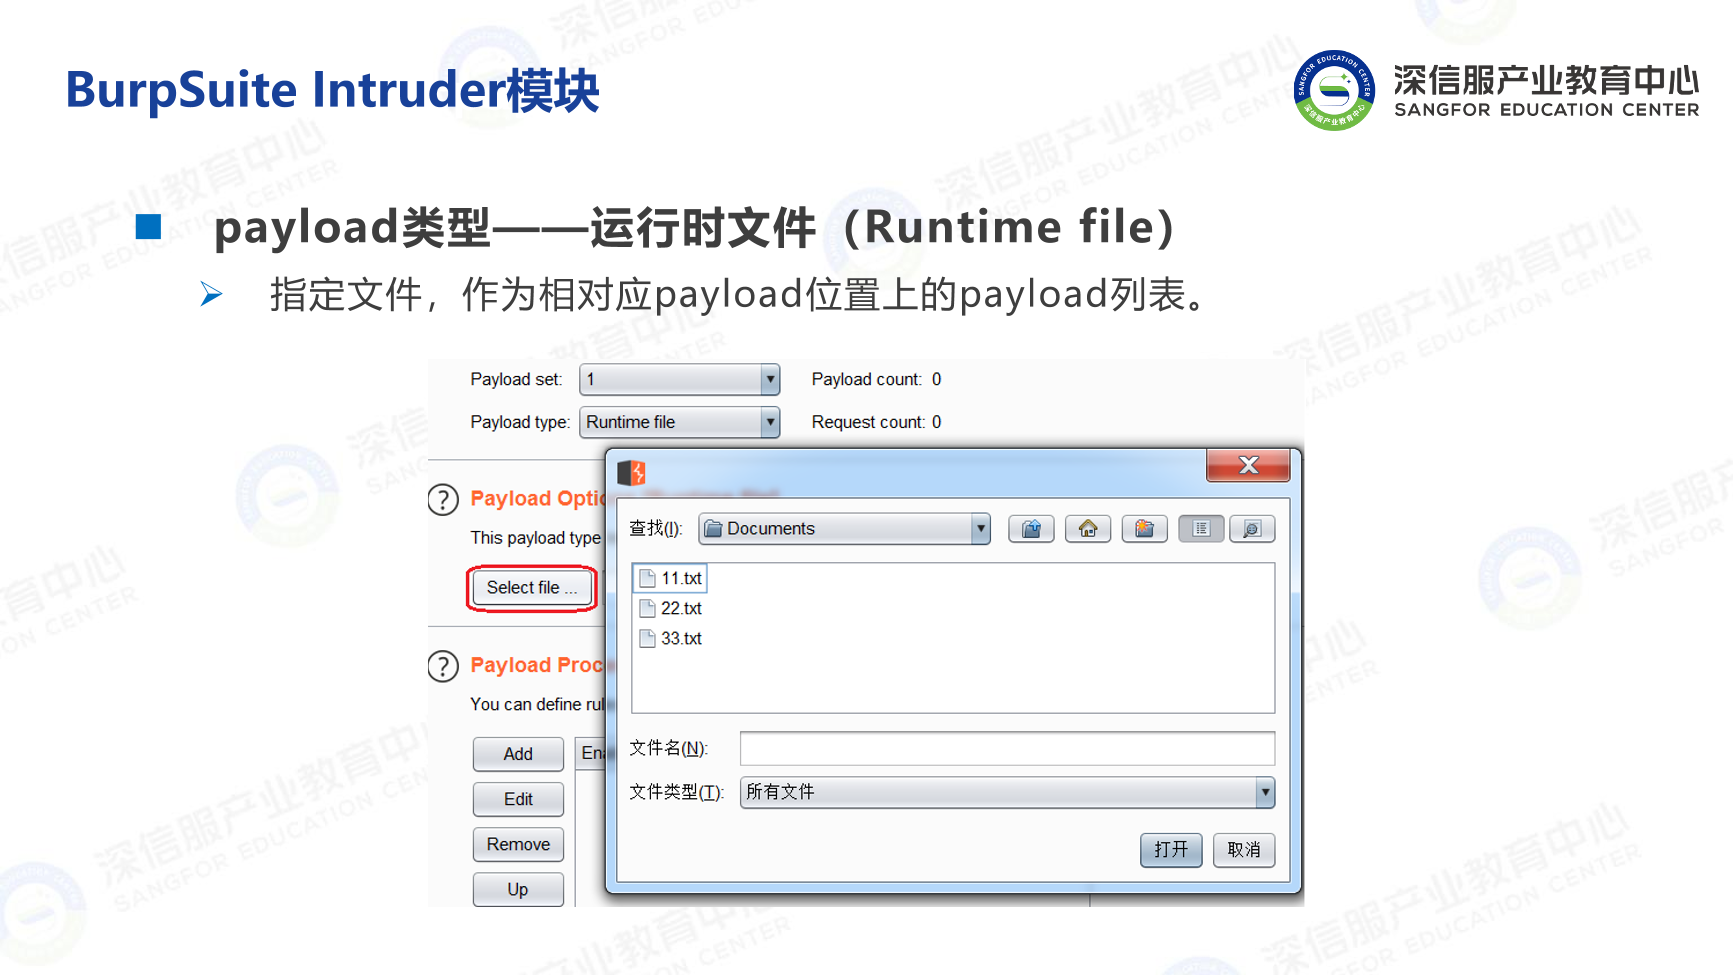 BurpSuite Intruder模块
深信服产业教育中心
SANGFOR EDUCATION CENTER
payload类型——运行时文件（Runtime file）
指定文件，作为相对应payload位置上的payload列表。
Payload set: 1 Payload count: 0
Payload type: Runtime file Request count: 0
Payload Optio
This payload type
Select file ...
Payload Proc
You can define rul
Add Ena
Edit
Remove
Up
查找(I): Documents
11.txt
22.txt
33.txt
文件名(N):
文件类型(T): 所有文件
打开 取消